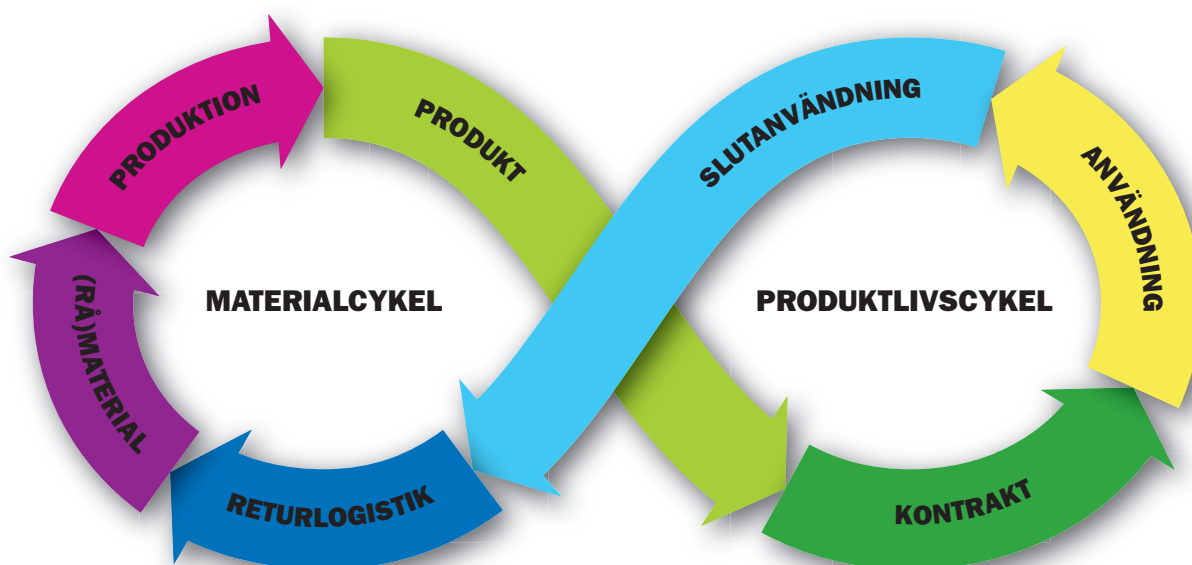 PRODUKTION
PRODUKT
SLUTANVÄNDNING
ANVÄNDNING
(RÅ)MATERIAL
MATERIALCYKEL
PRODUKTLIVSCYKEL
RETURLOGISTIK
KONTRAKT